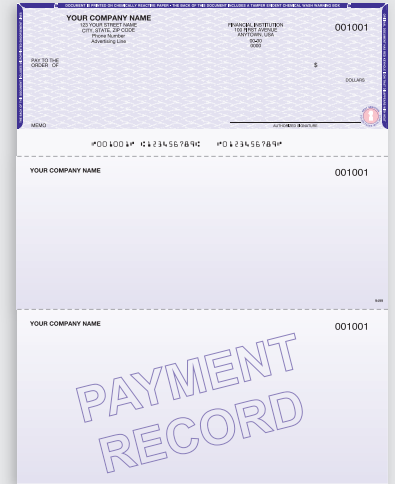 DOCUMENT IS PRINTED ON CHEMICALLY REACTIVE PAPER • THE BACK OF THIS DOCUMENT INCLUDES A TAMPER EVIDENT CHEMICAL WASH WARNING BOX
YOUR COMPANY NAME
123 YOUR STREET NAME
CITY, STATE, ZIP CODE
Phone Number
Advertising Line
FINANCIAL INSTITUTION
100 FIRST AVENUE
ANYTOWN, USA
00-00
0000
001001
PAY TO THE
ORDER OF
$
DOLLARS
MEMO
AUTHORIZED SIGNATURE
⑈001001⑈ ⑆123456789⑆ ⑈0123456789⑈
YOUR COMPANY NAME
001001
YOUR COMPANY NAME
001001
PAYMENT
RECORD